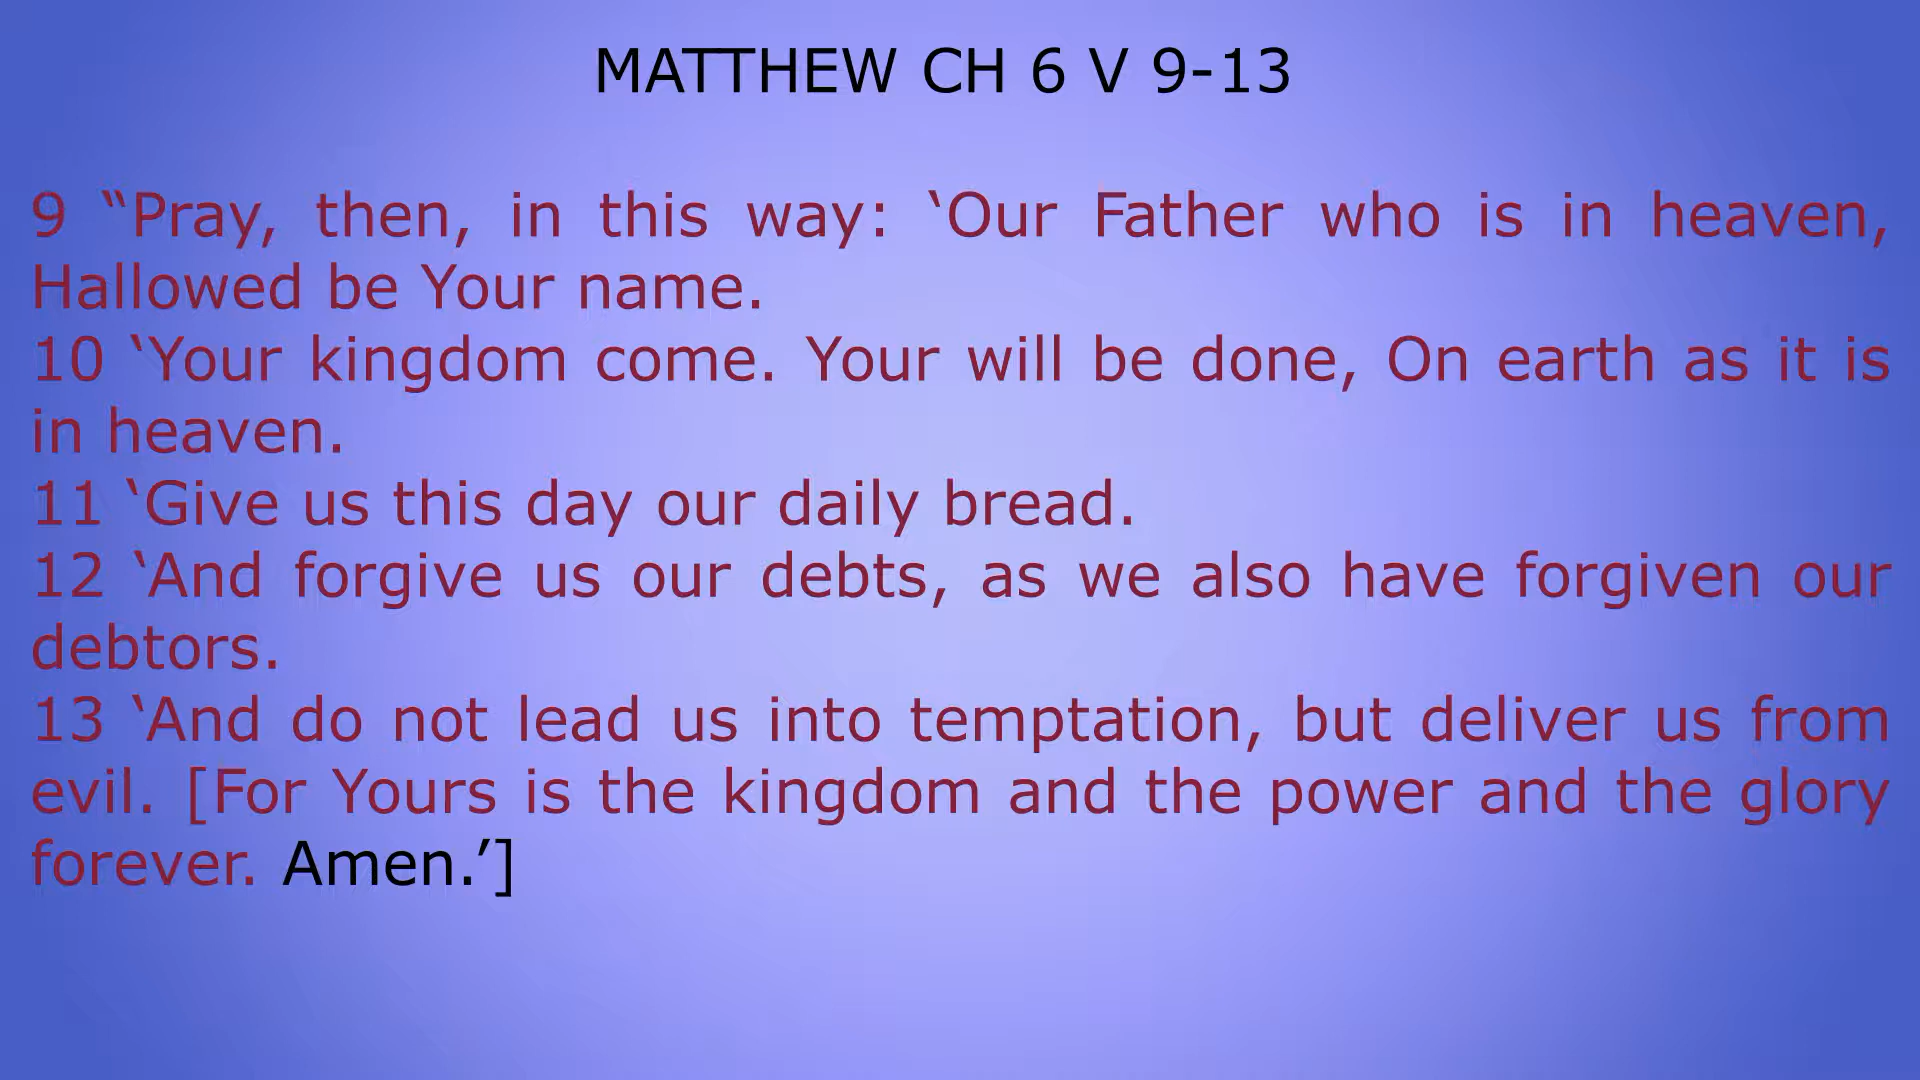 MATTHEW CH 6 V 9-13
9 “Pray, then, in this way: ‘Our Father who is in heaven,
Hallowed be Your name.
10 ‘Your kingdom come. Your will be done, On earth as it is
in heaven.
11 ‘Give us this day our daily bread.
12 ‘And forgive us our debts, as we also have forgiven our
debtors.
13 ‘And do not lead us into temptation, but deliver us from
evil. [For Yours is the kingdom and the power and the glory
forever. Amen.’]